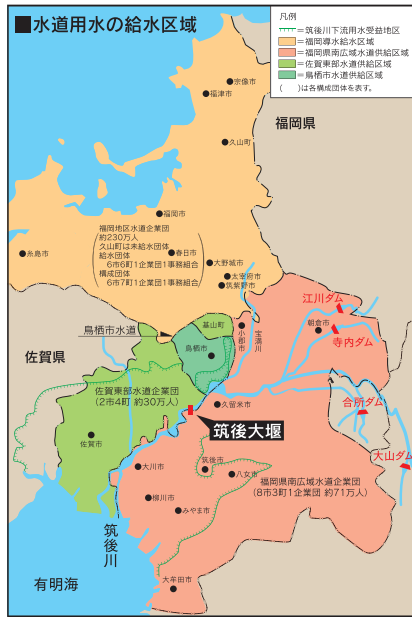 ■水道用水の給水区域
凡例
＝筑後川下流用水受益地区
＝福岡導水給水区域
＝福岡県南広域水道供給区域
＝佐賀東部水道供給区域
＝鳥栖市水道供給区域
(　)は各構成団体を表す。
宗像市
福津市
福岡県
久山町
福岡市
福岡地区水道企業団
約230万人
久山町は未給水団体
給水団体
6市6町1企業団1事務組合
構成団体
6市7町1企業団1事務組合
糸島市
春日市
大野城市
太宰府市
筑紫野市
江川ダム
鳥栖市水道
基山町
小郡市
宝満川
朝倉市
寺内ダム
佐賀県
鳥栖市
佐賀東部水道企業団
(2市4町 約30万人)
久留米市
合所ダム
筑後大堰
佐賀市
大山ダム
大川市
筑後市
八女市
福岡県南広域水道企業団
(8市3町1企業団 約71万人)
柳川市
みやま市
筑後川
有明海
大牟田市